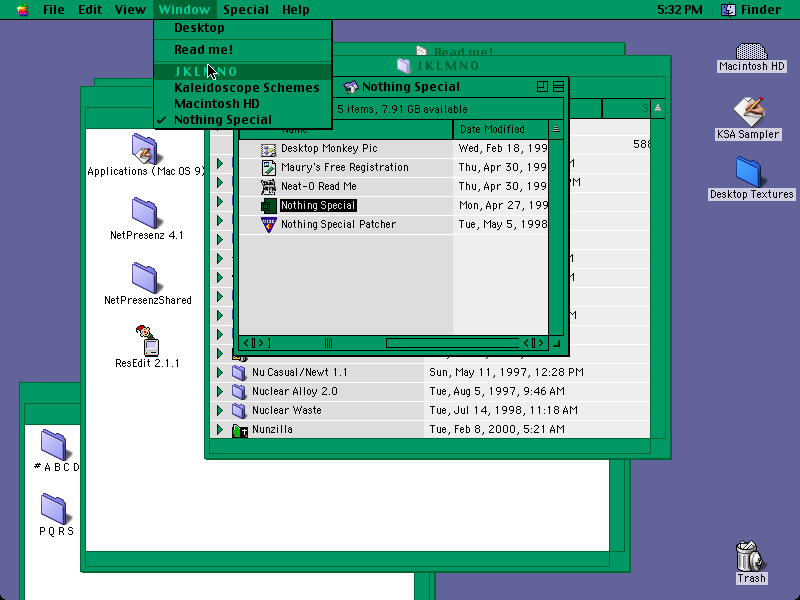 File Edit View Window Special Help 5:32 PM Finder
Desktop
Read me!
J K L M N O
Kaleidoscope Schemes
Macintosh HD
✓ Nothing Special
Read me!
J K L M N O
Nothing Special
5 items, 7.91 GB available
Name Date Modified
Desktop Monkey Pic Wed, Feb 18, 199
Maury's Free Registration Thu, Apr 30, 199
Neat-O Read Me Thu, Apr 30, 199
Nothing Special Mon, Apr 27, 199
Nothing Special Patcher Tue, May 5, 1998
Nu Casual/Newt 1.1 Sun, May 11, 1997, 12:28 PM
Nuclear Alloy 2.0 Tue, Aug 5, 1997, 9:46 AM
Nuclear Waste Tue, Jul 14, 1998, 11:18 AM
Nunzilla Tue, Feb 8, 2000, 5:21 AM
Applications (Mac OS 9)
NetPresenz 4.1
NetPresenzShared
ResEdit 2.1.1
# A B C D
P Q R S
Macintosh HD
KSA Sampler
Desktop Textures
Trash